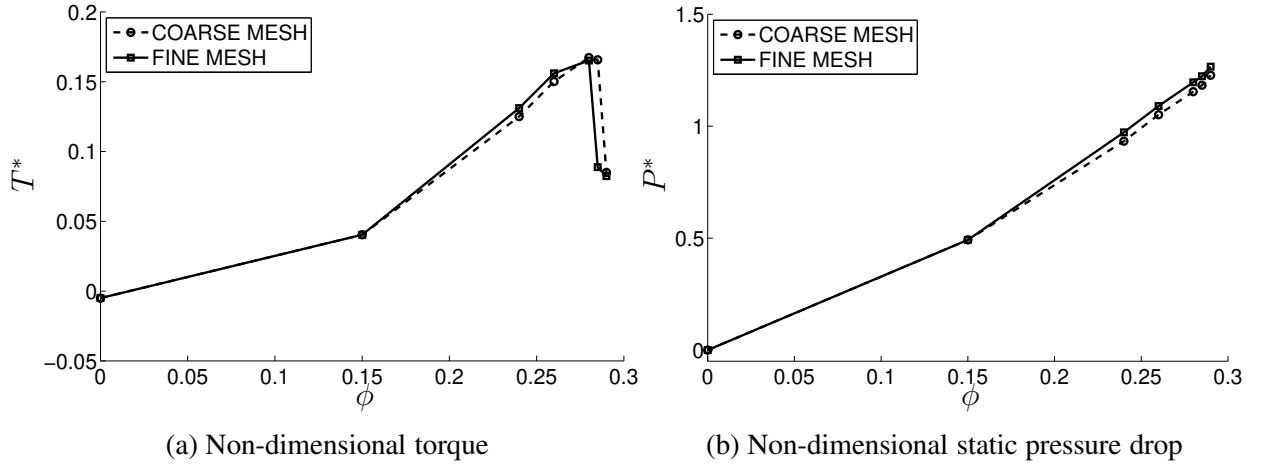 0.2
0.15
0.1
0.05
0
−0.05
T*
COARSE MESH
FINE MESH
0 0.05 0.1 0.15 0.2 0.25 0.3
ϕ
(a) Non-dimensional torque
1.5
1
0.5
0
P*
COARSE MESH
FINE MESH
0 0.05 0.1 0.15 0.2 0.25 0.3
ϕ
(b) Non-dimensional static pressure drop